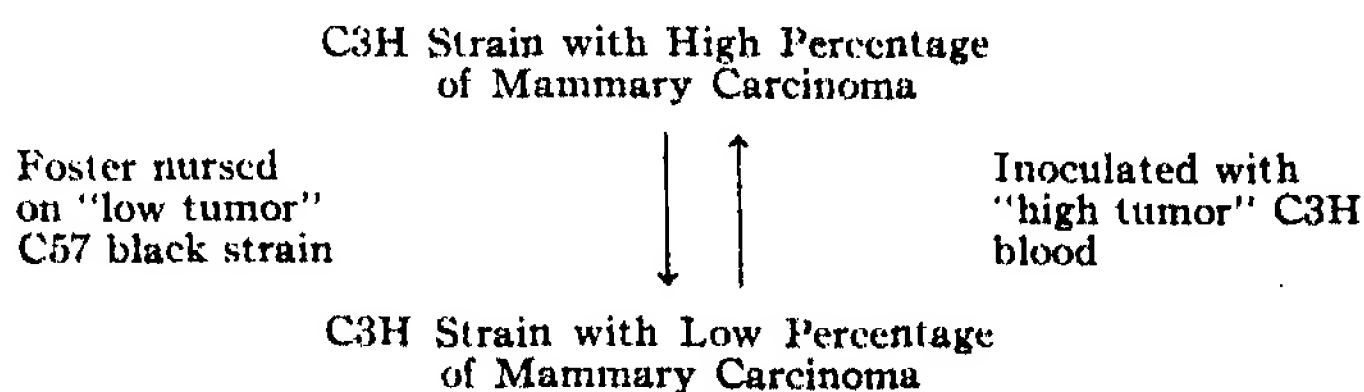 C3H Strain with High Percentage
of Mammary Carcinoma
Foster nursed
on "low tumor"
C57 black strain
Inoculated with
"high tumor" C3H
blood
C3H Strain with Low Percentage
of Mammary Carcinoma